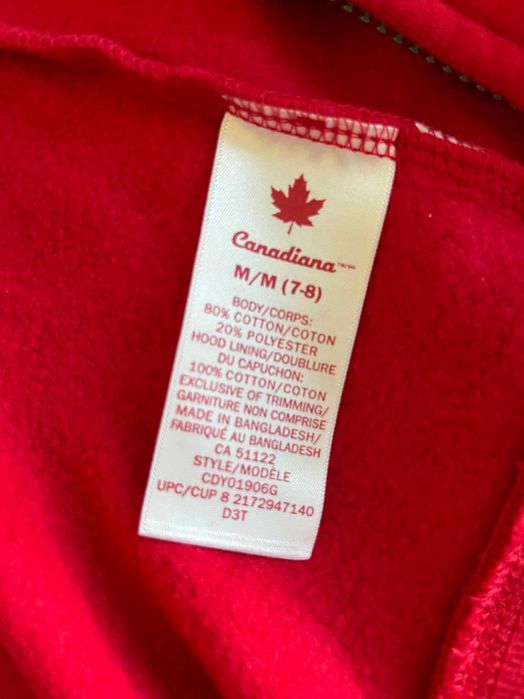 Canadiana™/MC
M/M (7-8)
BODY/CORPS:
80% COTTON/COTON
20% POLYESTER
HOOD LINING/DOUBLURE
DU CAPUCHON:
100% COTTON/COTON
EXCLUSIVE OF TRIMMING/
GARNITURE NON COMPRISE
MADE IN BANGLADESH/
FABRIQUÉ AU BANGLADESH
CA 51122
STYLE/MODÈLE
CDY01906G
UPC/CUP 8 2172947140
D3T